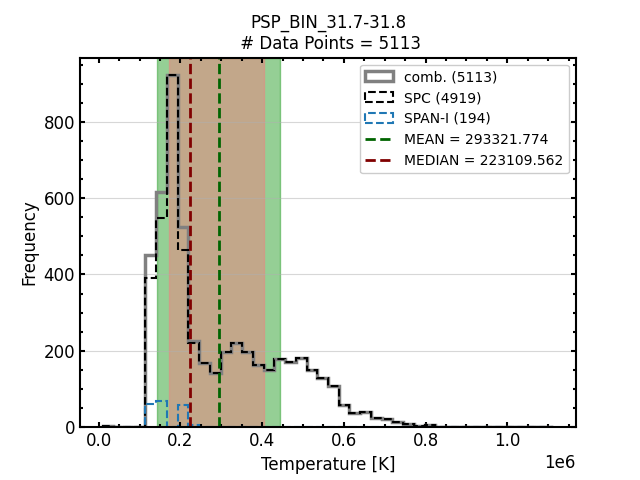 PSP_BIN_31.7-31.8
# Data Points = 5113
comb. (5113)
SPC (4919)
SPAN-I (194)
MEAN = 293321.774
MEDIAN = 223109.562
Frequency
800
600
400
200
0
0.0 0.2 0.4 0.6 0.8 1.0
Temperature [K]
1e6